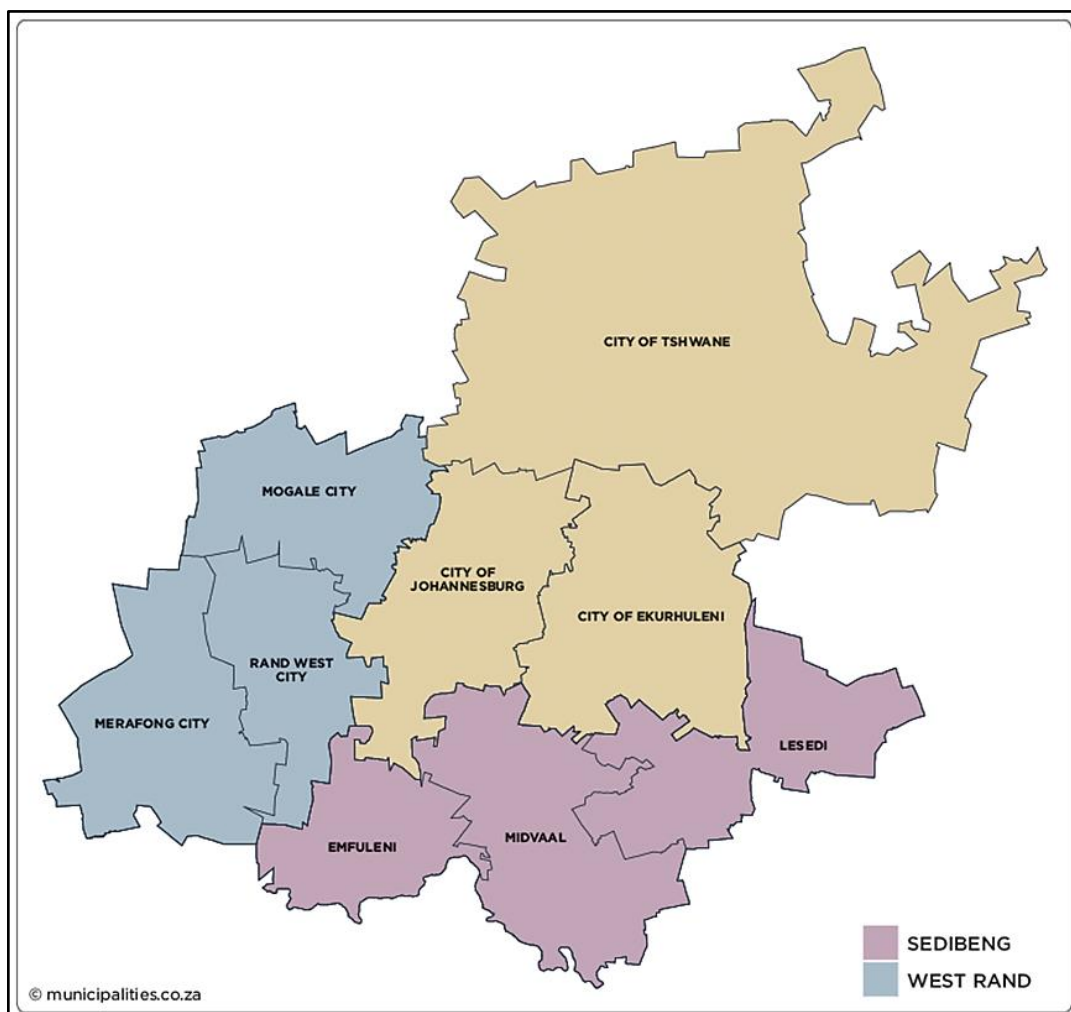 CITY OF TSHWANE
MOGALE CITY
CITY OF
JOHANNESBURG
CITY OF EKURHULENI
RAND WEST
CITY
MERAFONG CITY
LESEDI
EMFULENI
MIDVAAL
SEDIBENG
WEST RAND
© municipalities.co.za